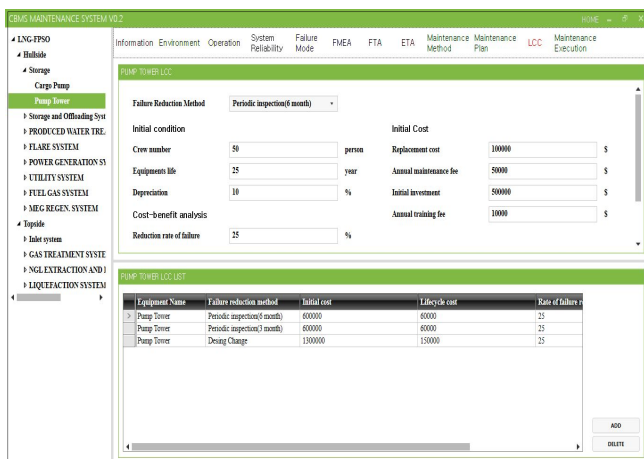 CBMS MAINTENANCE SYSTEM V0.2 HOME
LNG-FPSO
Hullside
Storage
Cargo Pump
Pump Tower
Storage and Offloading Syst
PRODUCED WATER TRE.
FLARE SYSTEM
POWER GENERATION SY
UTILITY SYSTEM
FUEL GAS SYSTEM
MEG REGEN. SYSTEM
Topside
Inlet system
GAS TREATMENT SYSTE
NGL EXTRACTION AND
LIQUEFACTION SYSTEM
Information Environment Operation System Reliability Failure Mode FMEA FTA ETA Maintenance Method Maintenance Plan LCC Maintenance Execution
PUMP TOWER LCC
Failure Reduction Method Periodic inspection(6 month)
Initial condition Initial Cost
Crew number 50 person Replacement cost 100000 $
Equipments life 25 year Annual maintenance fee 50000 $
Depreciation 10 % Initial investment 500000 $
Cost-benefit analysis Annual training fee 10000 $
Reduction rate of failure 25 %
PUMP TOWER LCC LIST
Equipment Name Failure reduction method Initial cost Lifecycle cost Rate of failure re
Pump Tower Periodic inspection(6 month) 600000 60000 25
Pump Tower Periodic inspection(3 month) 600000 60000 25
Pump Tower Desing Change 1300000 150000 25
ADD
DELETE